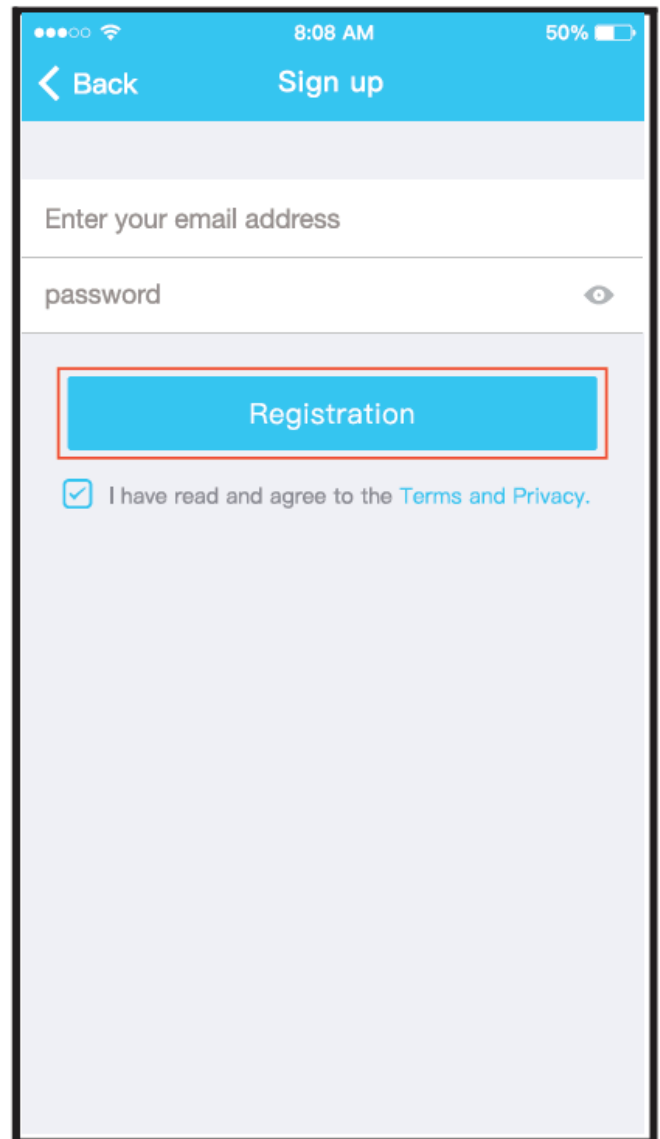 8:08 AM 50%
Back Sign up
Enter your email address
password
Registration
I have read and agree to the Terms and Privacy.